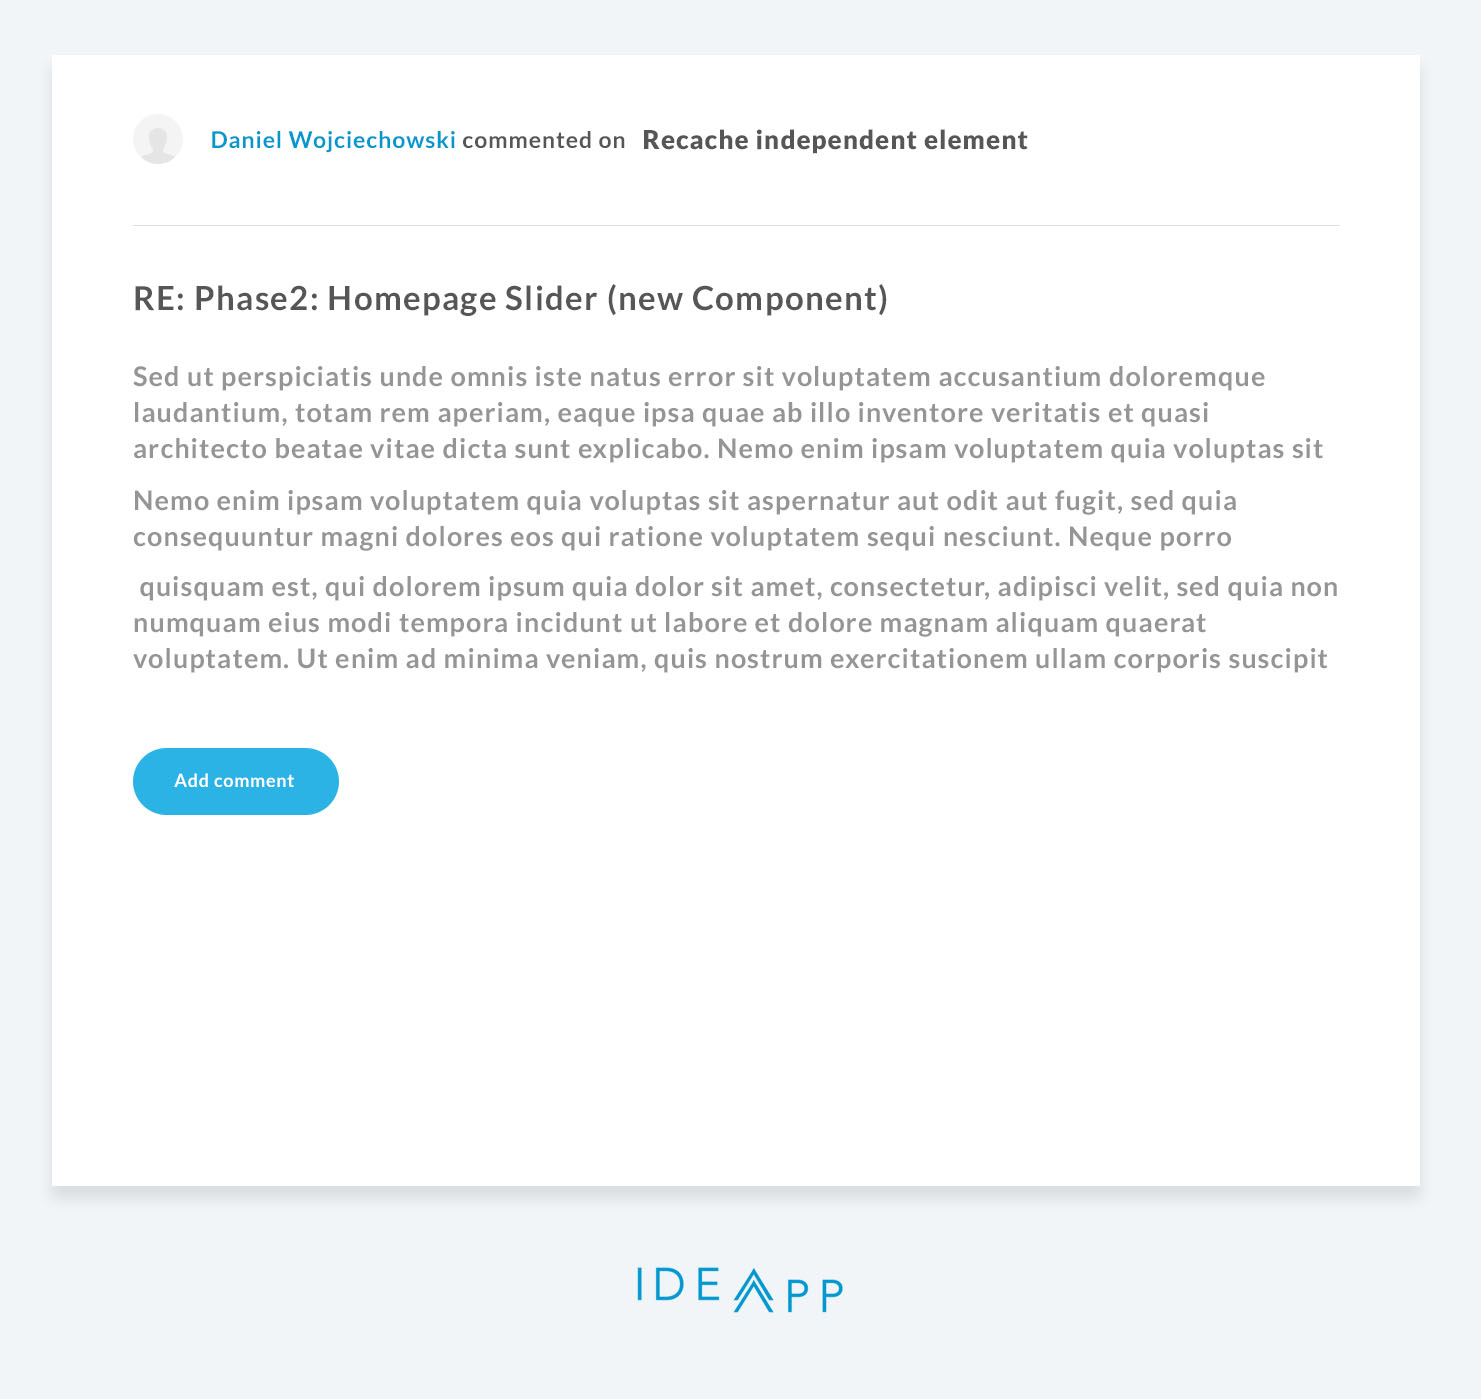 Daniel Wojciechowski commented on Recache independent element
RE: Phase2: Homepage Slider (new Component)
Sed ut perspiciatis unde omnis iste natus error sit voluptatem accusantium doloremque
laudantium, totam rem aperiam, eaque ipsa quae ab illo inventore veritatis et quasi
architecto beatae vitae dicta sunt explicabo. Nemo enim ipsam voluptatem quia voluptas sit
Nemo enim ipsam voluptatem quia voluptas sit aspernatur aut odit aut fugit, sed quia
consequuntur magni dolores eos qui ratione voluptatem sequi nesciunt. Neque porro
quisquam est, qui dolorem ipsum quia dolor sit amet, consectetur, adipisci velit, sed quia non
numquam eius modi tempora incidunt ut labore et dolore magnam aliquam quaerat
voluptatem. Ut enim ad minima veniam, quis nostrum exercitationem ullam corporis suscipit
Add comment
IDEAPP